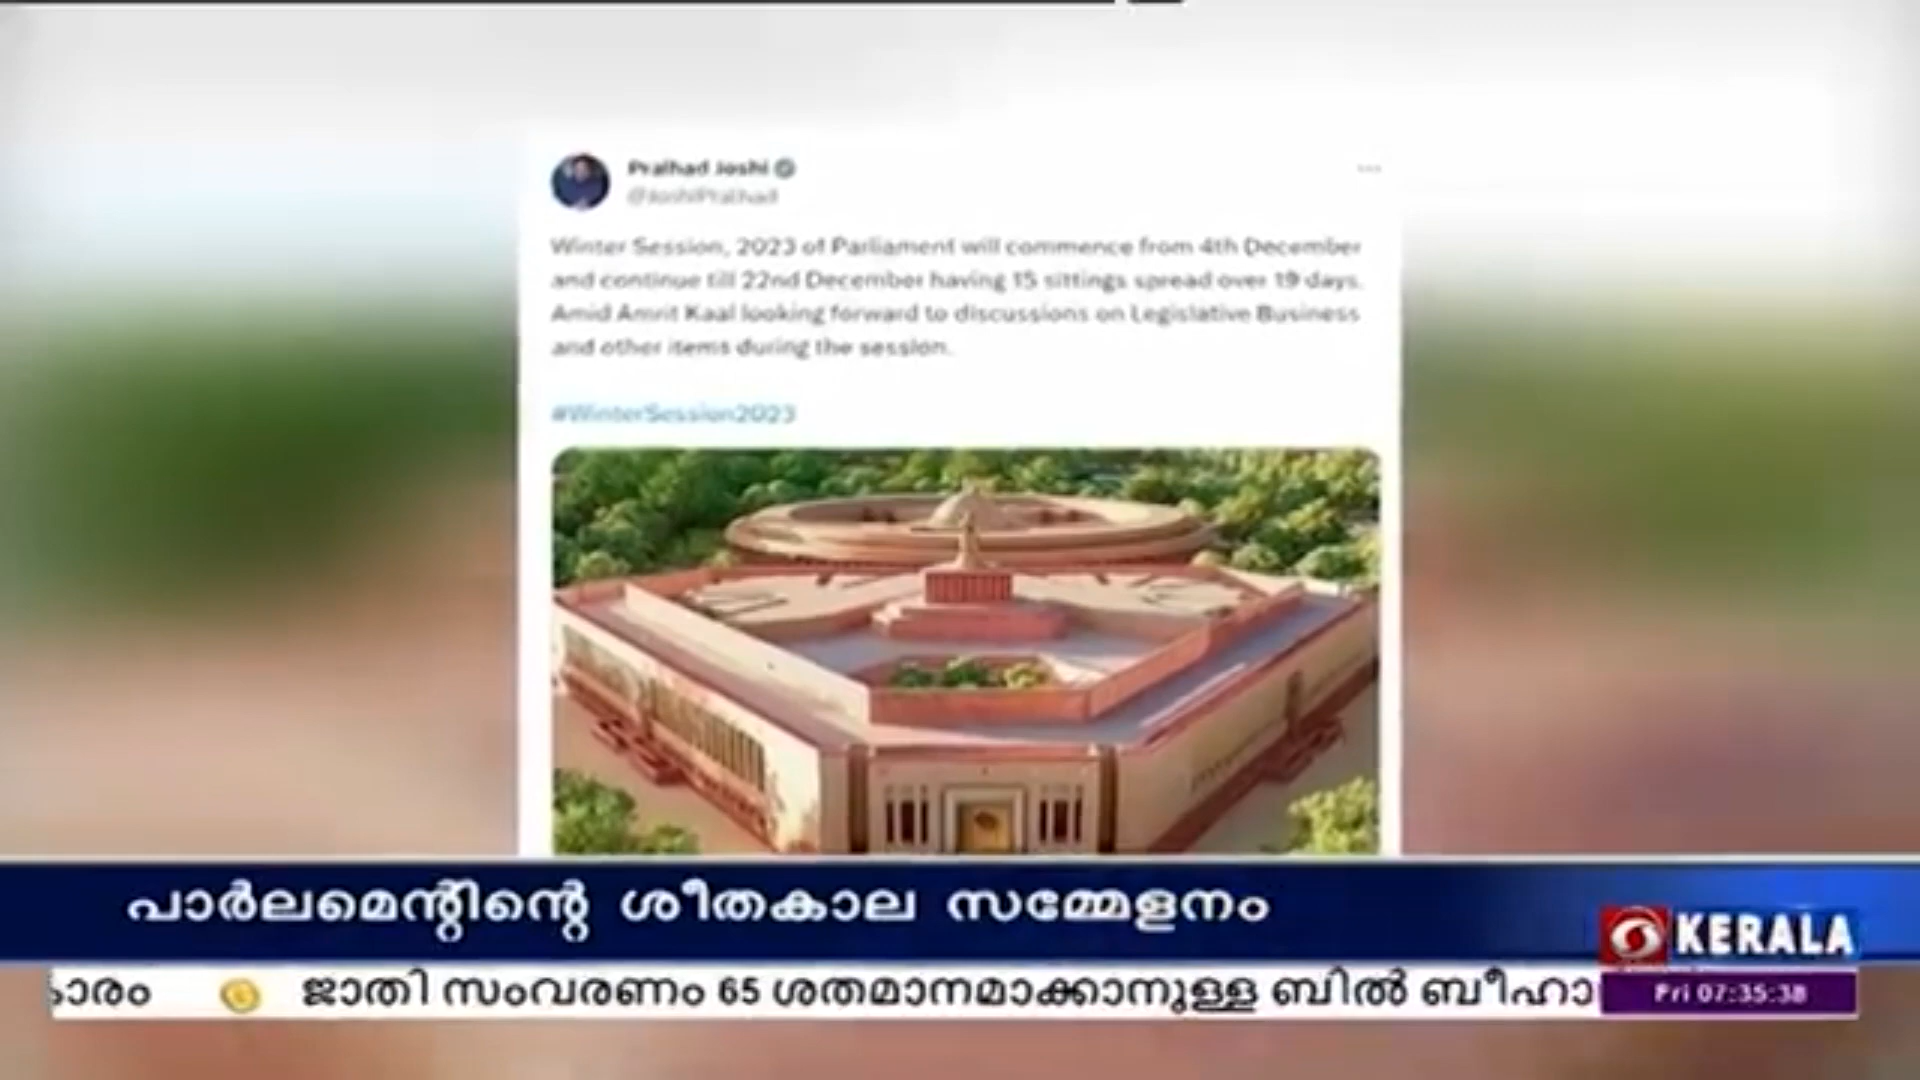 Pralhad Joshi
@JoshiPralhad
Winter Session, 2023 of Parliament will commence from 4th December
and continue till 22nd December having 15 sittings spread over 19 days.
Amid Amrit Kaal looking forward to discussions on Legislative Business
and other items during the session.
#WinterSession2023
പാർലമെന്റിന്റെ ശീതകാല സമ്മേളനം
KERALA
ജാതി സംവരണം 65 ശതമാനമാക്കാനുള്ള ബിൽ ബീഹാ
Fri 07:35:38